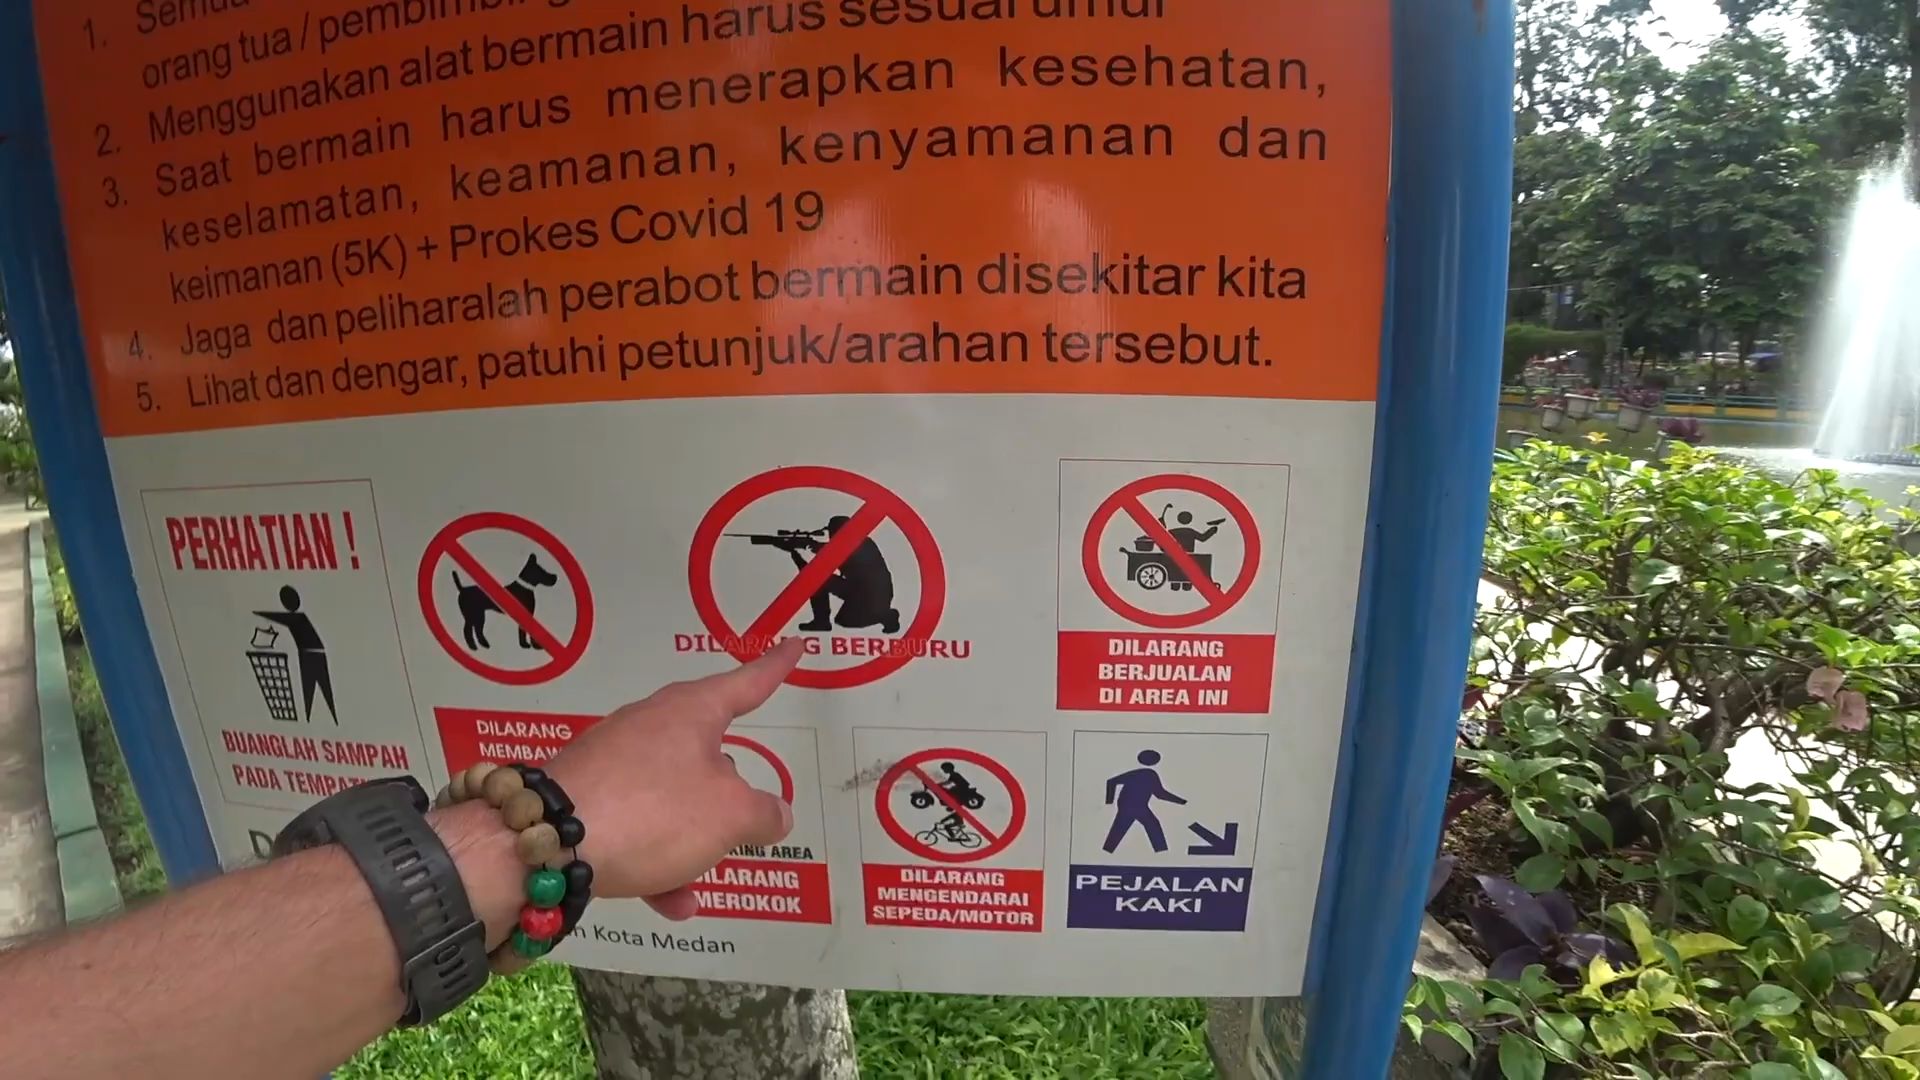 1. Semua
orang tua / pembimbing
2. Menggunakan alat bermain harus sesuai umur
3. Saat bermain harus menerapkan kesehatan,
keselamatan, keamanan, kenyamanan dan
keimanan (5K) + Prokes Covid 19
4. Jaga dan peliharalah perabot bermain disekitar kita
5. Lihat dan dengar, patuhi petunjuk/arahan tersebut.
PERHATIAN !
BUANGLAH SAMPAH
PADA
DILARANG
DILARANG BERBURU
DILARANG
BERJUALAN
DI AREA INI
AREA
DILARANG
MEROKOK
DILARANG
MENGENDARAI
SEPEDA/MOTOR
PEJALAN
KAKI
Kota Medan